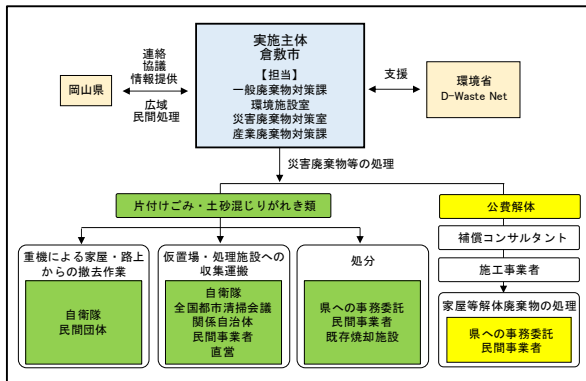 実施主体
倉敷市
【担当】
一般廃棄物対策課
環境施設室
災害廃棄物対策室
産業廃棄物対策課
岡山県
連絡
協議
情報提供
広域
民間処理
支援
環境省
D-Waste Net
災害廃棄物等の処理
片付けごみ・土砂混じりがれき類
公費解体
補償コンサルタント
施工事業者
重機による家屋・路上
からの撤去作業
自衛隊
民間団体
仮置場・処理施設への
収集運搬
自衛隊
全国都市清掃会議
関係自治体
民間事業者
直営
処分
県への事務委託
民間事業者
既存焼却施設
家屋等解体廃棄物の処理
県への事務委託
民間事業者